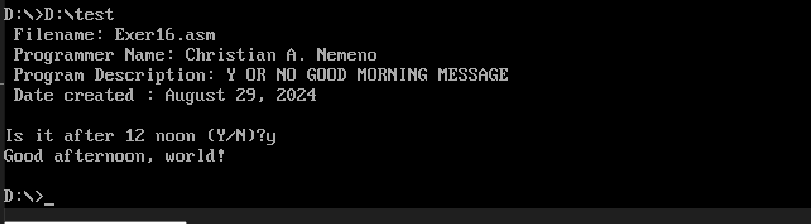 D:\>D:\test
Filename: Exer16.asm
Programmer Name: Christian A. Nemeno
Program Description: Y OR NO GOOD MORNING MESSAGE
Date created : August 29, 2024
Is it after 12 noon (Y/N)?y
Good afternoon, world!
D:\>_